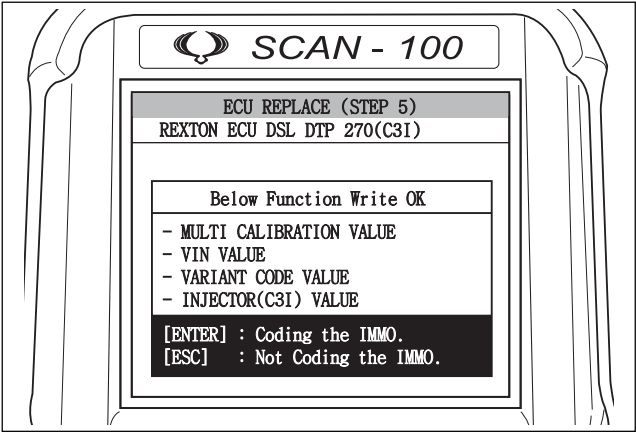 SCAN - 100
ECU REPLACE (STEP 5)
REXTON ECU DSL DTP 270(C3I)
Below Function Write OK
- MULTI CALIBRATION VALUE
- VIN VALUE
- VARIANT CODE VALUE
- INJECTOR(C3I) VALUE
[ENTER] : Coding the IMMO.
[ESC] : Not Coding the IMMO.